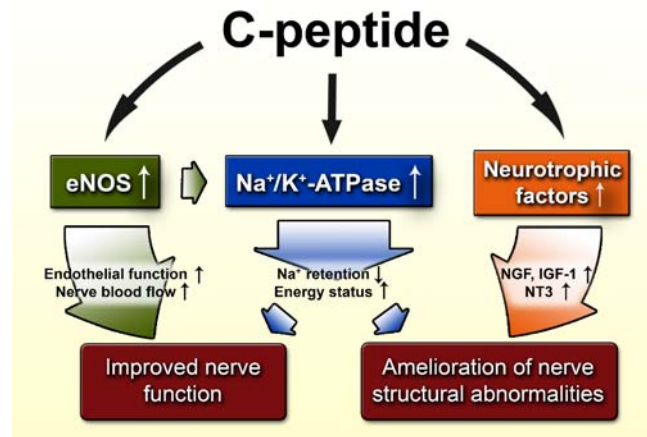 C-peptide
eNOS ↑
Na⁺/K⁺-ATPase ↑
Neurotrophic
factors ↑
Endothelial function ↑
Nerve blood flow ↑
Na⁺ retention ↓
Energy status ↑
NGF, IGF-1 ↑
NT3 ↑
Improved nerve
function
Amelioration of nerve
structural abnormalities